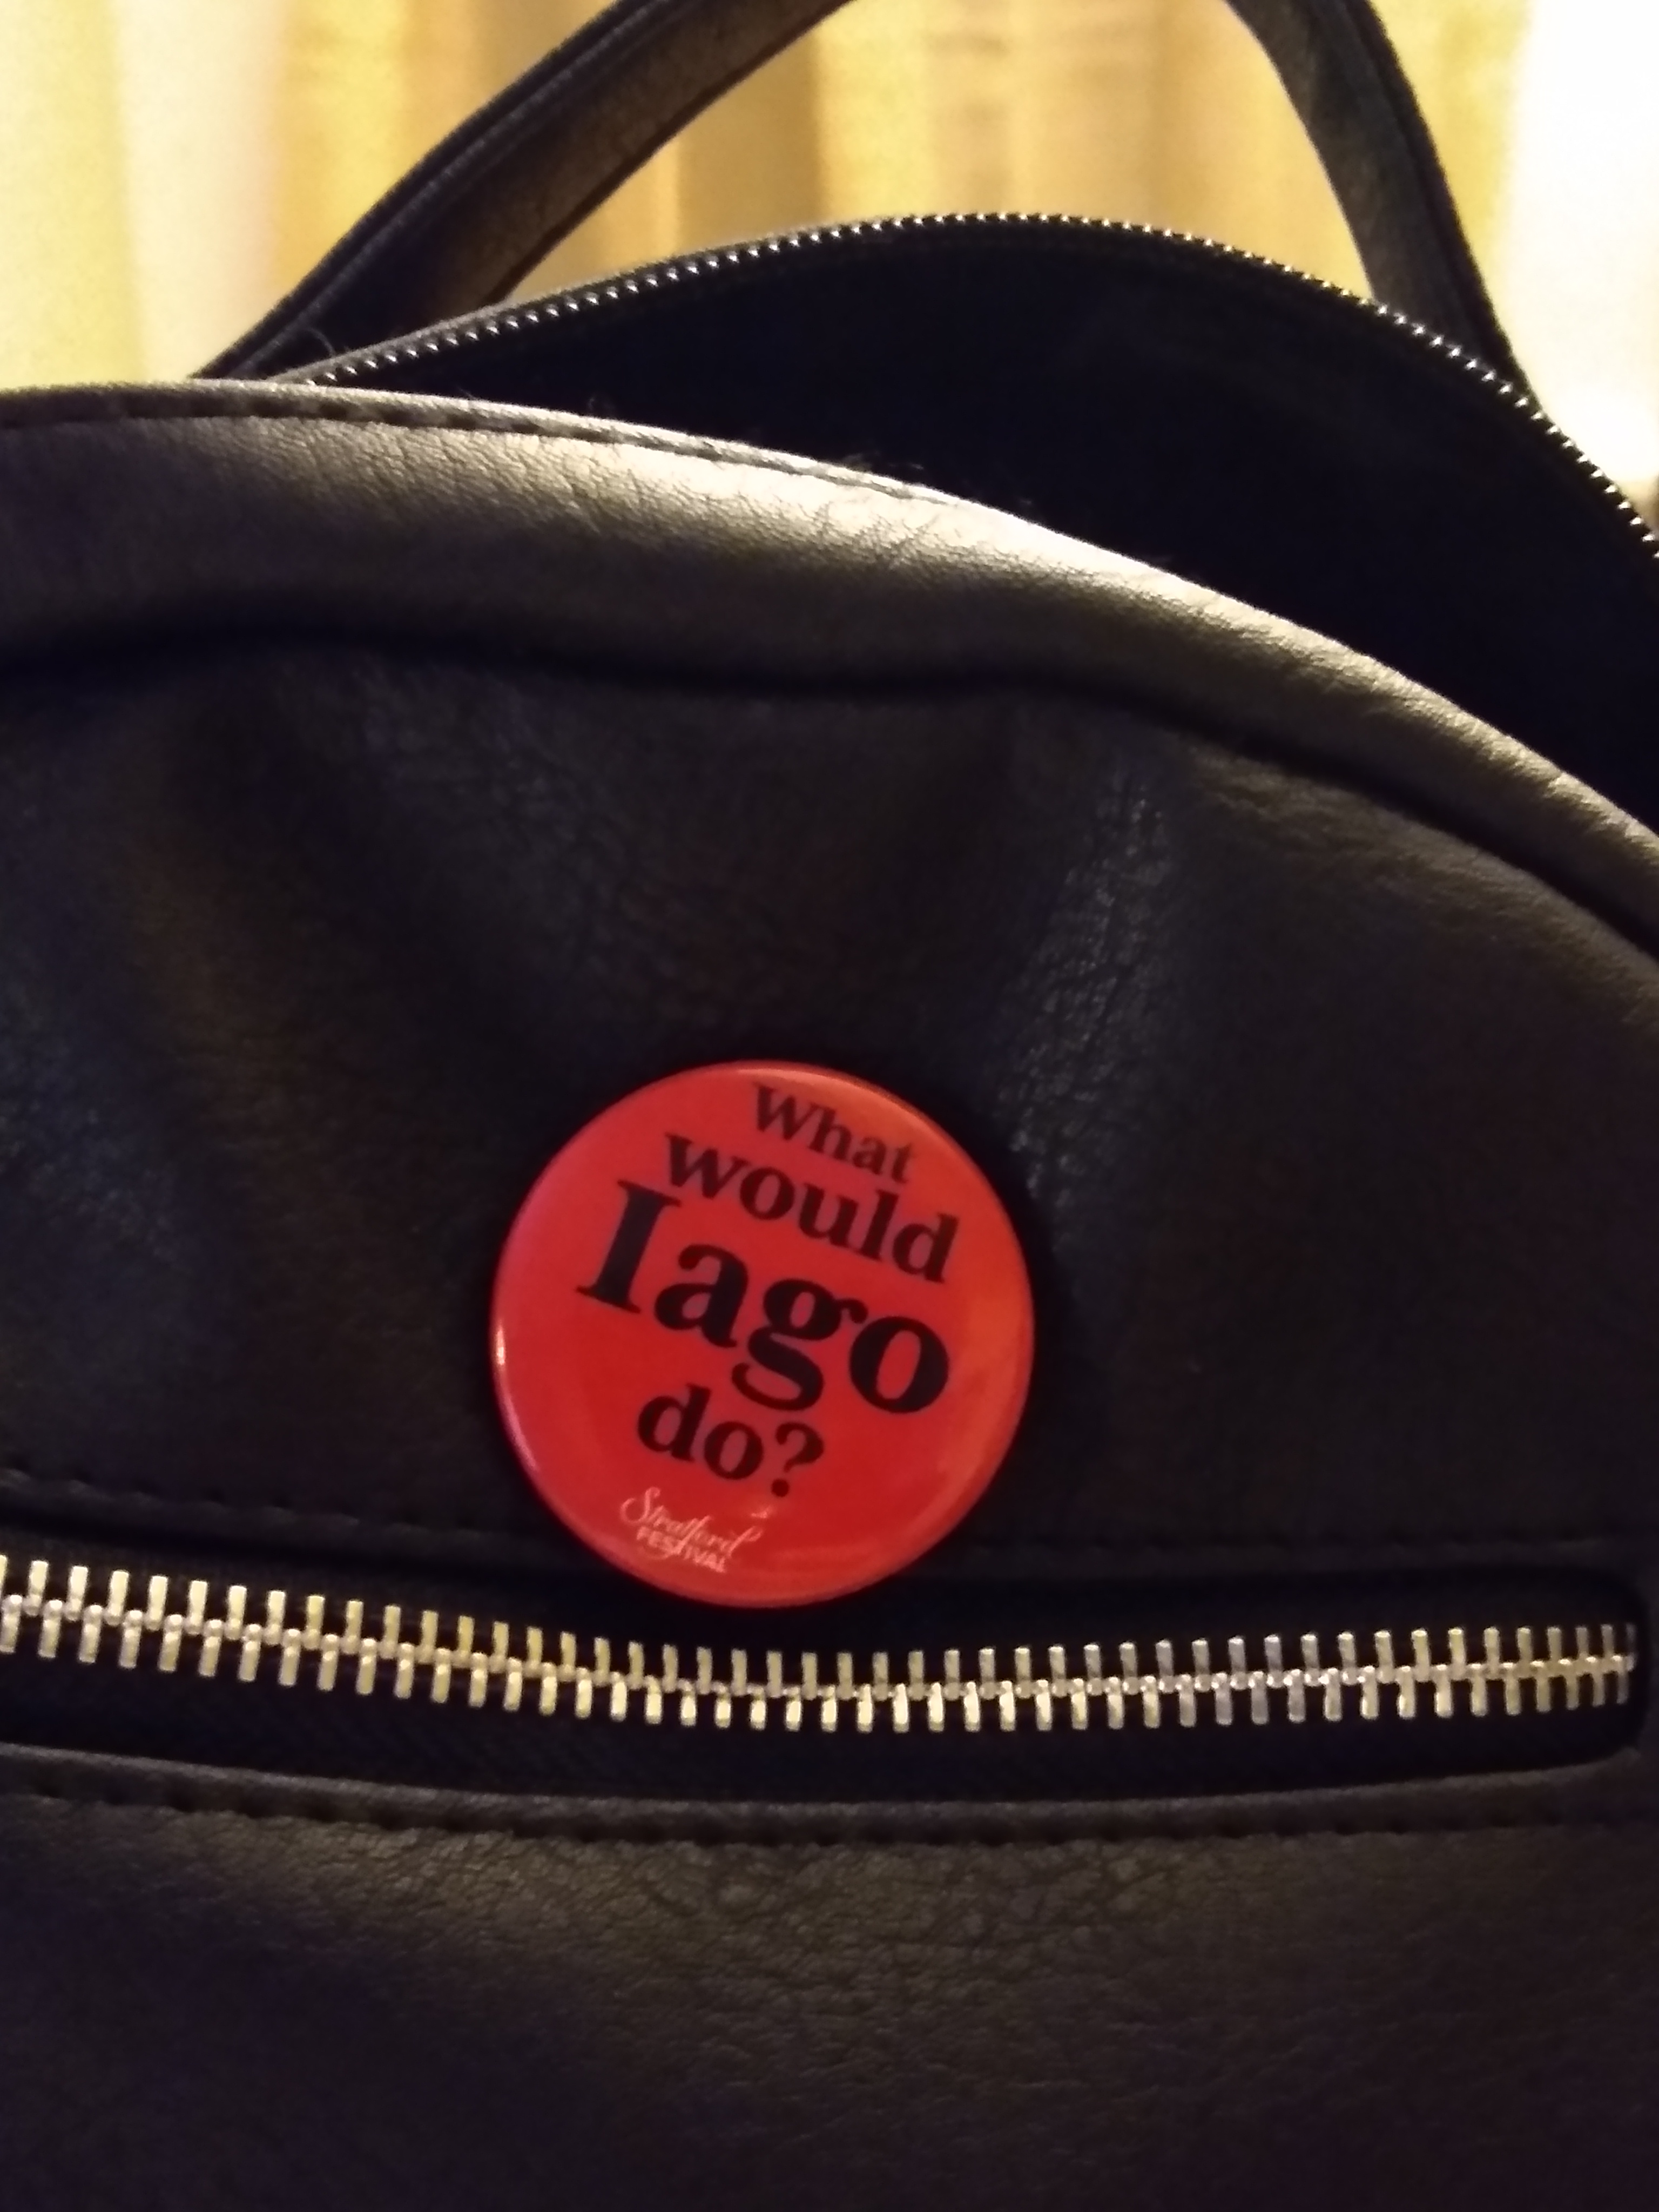 What
would
Iago
do?
Stratford
FESTIVAL